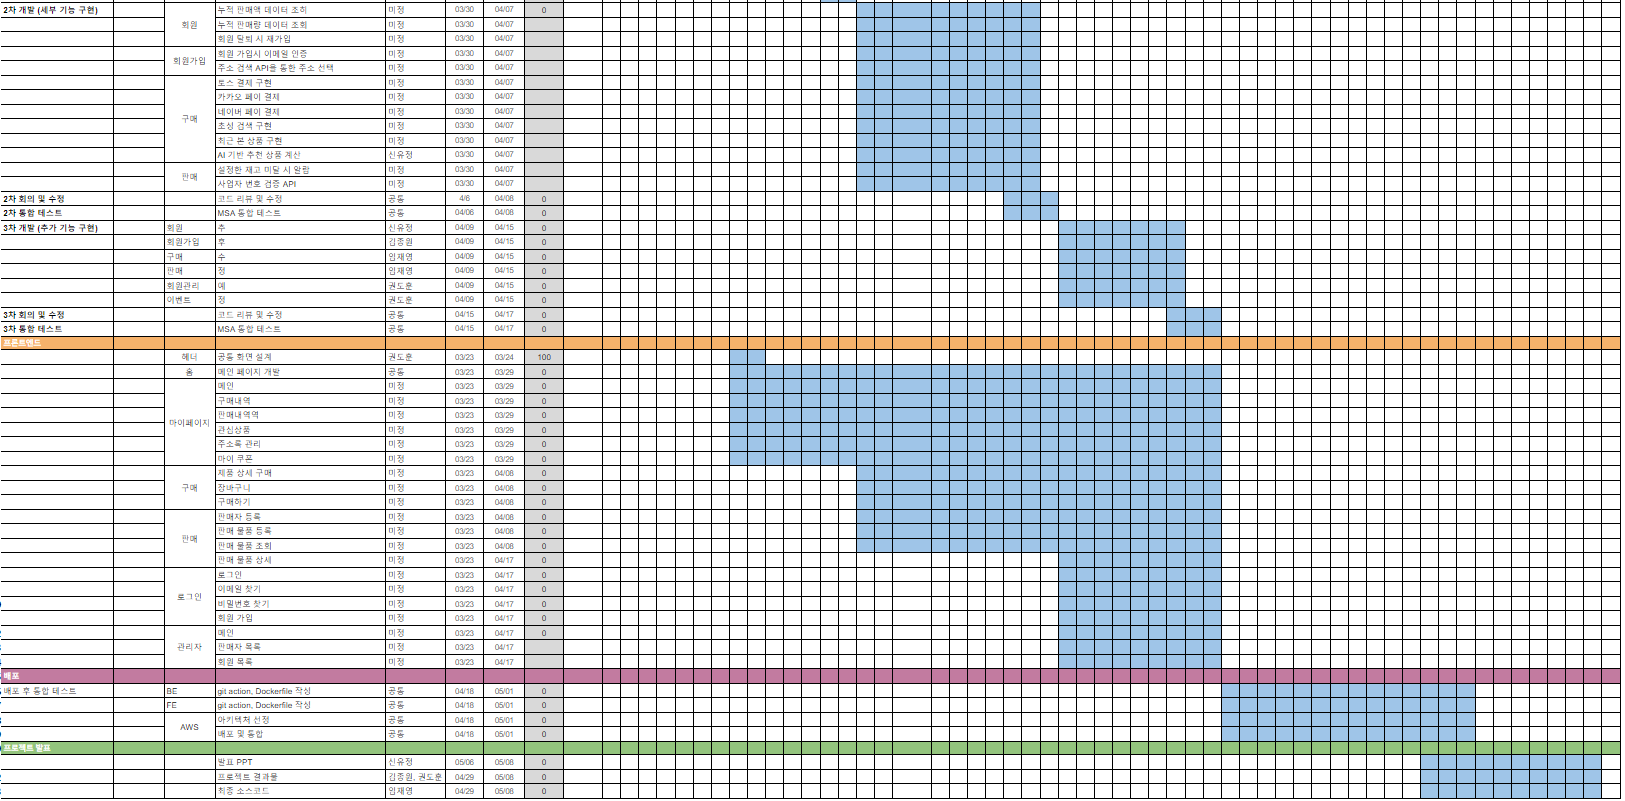 2차 개발 (세부 기능 구현) 누적 판매액 데이터 조회 미정 03/30 04/07 0
회원 누적 판매량 데이터 조회 미정 03/30 04/07
회원 탈퇴 시 재가입 미정 03/30 04/07
회원가입 회원 가입시 이메일 인증 미정 03/30 04/07
주소 검색 API을 통한 주소 선택 미정 03/30 04/07
토스 결제 구현 미정 03/30 04/07
카카오 페이 결제 미정 03/30 04/07
구매 네이버 페이 결제 미정 03/30 04/07
초성 검색 구현 미정 03/30 04/07
최근 본 상품 구현 미정 03/30 04/07
AI 기반 추천 상품 계산 신유정 03/30 04/07
판매 설정한 재고 미달 시 알람 미정 03/30 04/07
사업자 번호 검증 API 미정 03/30 04/07
2차 회의 및 수정 코드 리뷰 및 수정 공통 4/6 04/08 0
2차 통합 테스트 MSA 통합 테스트 공통 04/06 04/08 0
3차 개발 (추가 기능 구현) 회원 추 신유정 04/09 04/15 0
회원가입 후 김종원 04/09 04/15 0
구매 수 임재영 04/09 04/15 0
판매 정 임재영 04/09 04/15 0
회원관리 예 권도훈 04/09 04/15 0
이벤트 정 권도훈 04/09 04/15 0
3차 회의 및 수정 코드 리뷰 및 수정 공통 04/15 04/17 0
3차 통합 테스트 MSA 통합 테스트 공통 04/15 04/17 0
프론트엔드
헤더 공통 화면 설계 권도훈 03/23 03/24 100
홈 메인 페이지 개발 공통 03/23 03/29 0
메인 미정 03/23 03/29 0
구매내역 미정 03/23 03/29 0
판매내역역 미정 03/23 03/29 0
마이페이지 관심상품 미정 03/23 03/29 0
주소록 관리 미정 03/23 03/29 0
마이 쿠폰 미정 03/23 03/29 0
제품 상세 구매 미정 03/23 04/08 0
구매 장바구니 미정 03/23 04/08 0
구매하기 미정 03/23 04/08 0
판매자 등록 미정 03/23 04/08 0
판매 판매 물품 등록 미정 03/23 04/08 0
판매 물품 조회 미정 03/23 04/08 0
판매 물품 상세 미정 03/23 04/17 0
로그인 미정 03/23 04/17 0
로그인 이메일 찾기 미정 03/23 04/17 0
비밀번호 찾기 미정 03/23 04/17 0
회원 가입 미정 03/23 04/17 0
메인 미정 03/23 04/17 0
관리자 판매자 목록 미정 03/23 04/17
회원 목록 미정 03/23 04/17
배포
배포 후 통합 테스트 BE git action, Dockerfile 작성 공통 04/18 05/01 0
FE git action, Dockerfile 작성 공통 04/18 05/01 0
AWS 아키텍처 선정 공통 04/18 05/01 0
배포 및 통합 공통 04/18 05/01 0
프로젝트 발표
발표 PPT 신유정 05/06 05/08 0
프로젝트 결과물 김종원, 권도훈 04/29 05/08 0
최종 소스코드 임재영 04/29 05/08 0